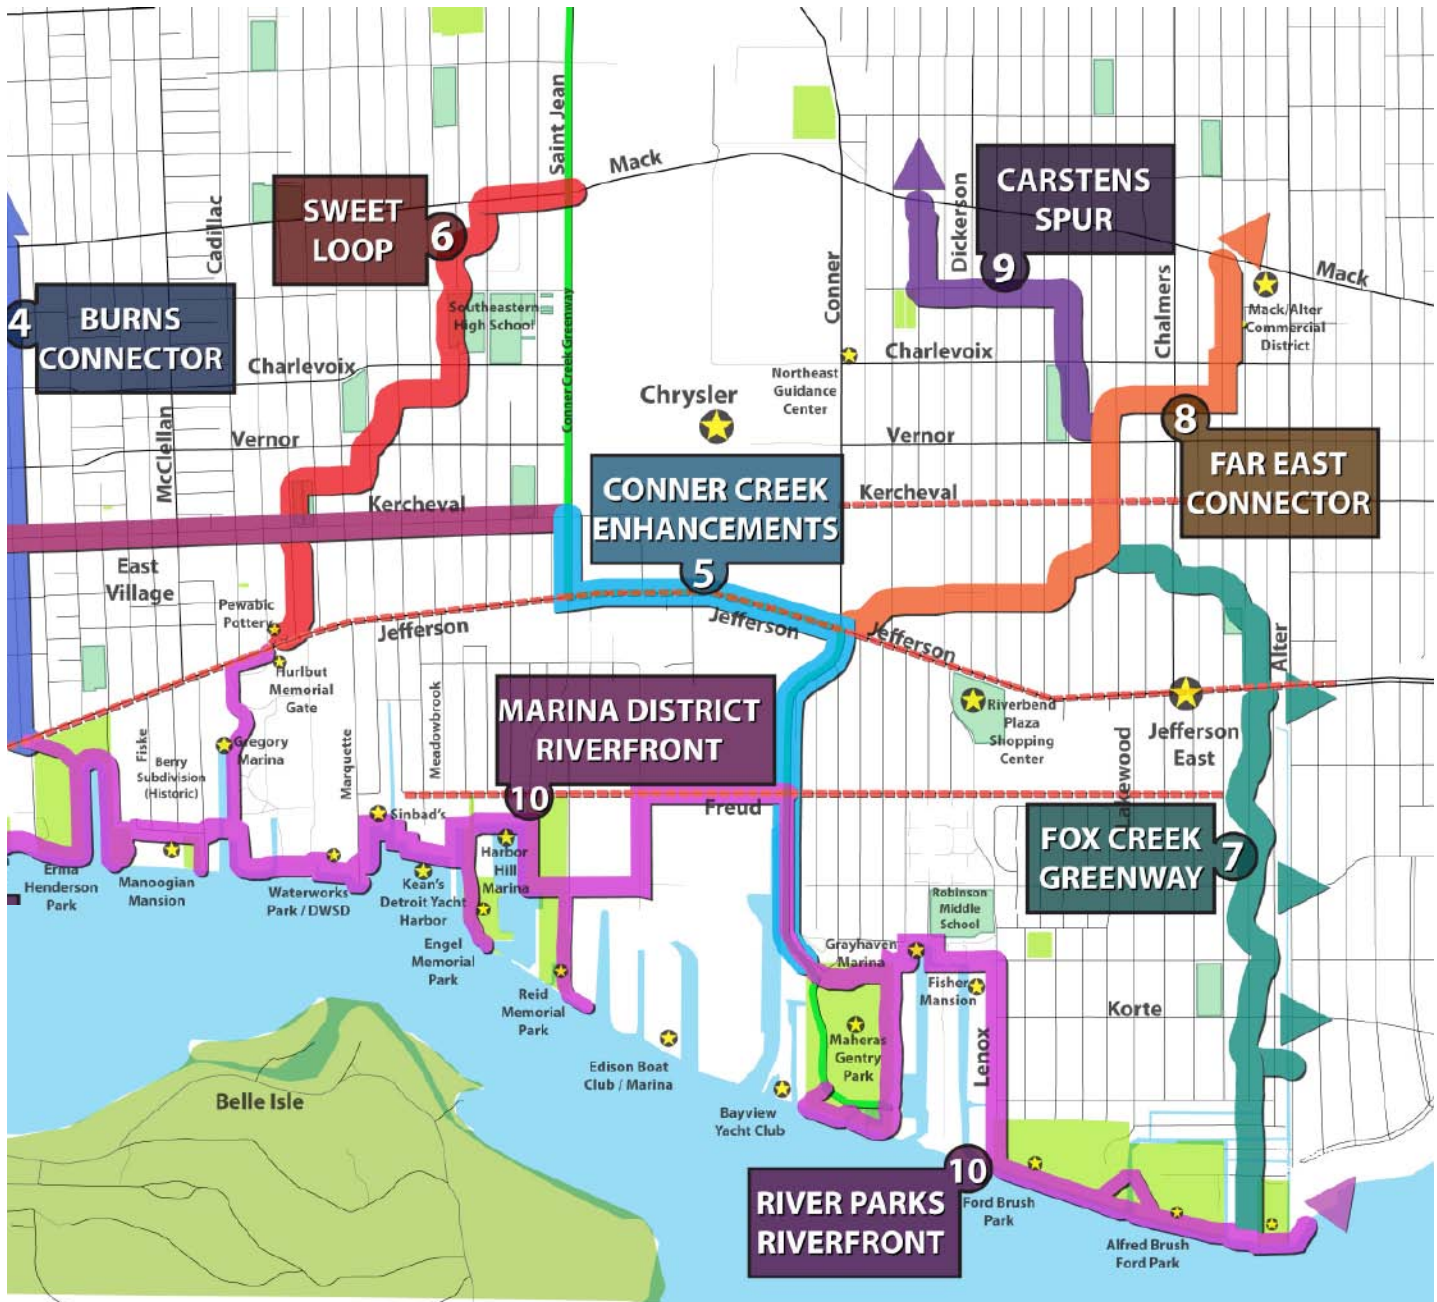 Saint Jean
Mack
Cadillac
SWEET
LOOP
6
Dickerson
CARSTENS
SPUR
9
Conner
Chalmers
Mack
Mack/Alter
Commercial
District
4
BURNS
CONNECTOR
Southeastern
High School
Conner Creek Greenway
Charlevoix
Charlevoix
Northeast
Guidance
Center
Chrysler
McClellan
Vernor
Vernor
8
FAR EAST
CONNECTOR
Kercheval
Kercheval
CONNER CREEK
ENHANCEMENTS
5
East
Village
Pewabic
Pottery
Jefferson
Jefferson
Jefferson
Alter
Hurlbut
Memorial
Gate
Meadowbrook
MARINA DISTRICT
RIVERFRONT
10
Riverbend
Plaza
Shopping
Center
Lakewood
Jefferson
East
Fiske
Berry
Subdivision
(Historic)
Gregory
Marina
Marquette
Sinbad's
Freud
FOX CREEK
GREENWAY
7
Erma
Henderson
Park
Manoogian
Mansion
Waterworks
Park / DWSD
Kean's
Detroit Yacht
Harbor
Harbor
Hill
Marina
Engel
Memorial
Park
Reid
Memorial
Park
Robinson
Middle
School
Grayhaven
Marina
Fisher
Mansion
Korte
Lenox
Maheras
Gentry
Park
Edison Boat
Club / Marina
Bayview
Yacht Club
Belle Isle
10
RIVER PARKS
RIVERFRONT
Ford Brush
Park
Alfred Brush
Ford Park